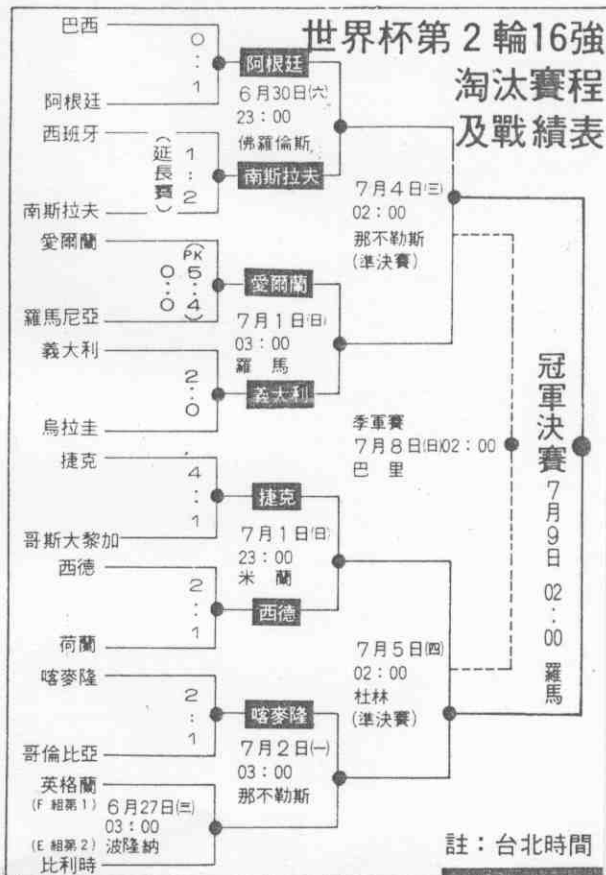 世界杯第2輪16強
淘汰賽程
及戰績表
巴西
0:1
阿根廷
阿根廷
6月30日(六)
23:00
佛羅倫斯
西班牙
(延長賽)
1:2
南斯拉夫
南斯拉夫
7月4日(三)
02:00
那不勒斯
(準決賽)
愛爾蘭
(PK 5:4)
0:0
羅馬尼亞
愛爾蘭
7月1日(日)
03:00
羅馬
義大利
2:0
烏拉圭
義大利
季軍賽
7月8日(日)02:00
巴里
冠軍決賽 7月9日 02:00 羅馬
捷克
4:1
哥斯大黎加
捷克
7月1日(日)
23:00
米蘭
西德
2:1
荷蘭
西德
7月5日(四)
02:00
杜林
(準決賽)
喀麥隆
2:1
哥倫比亞
喀麥隆
7月2日(一)
03:00
那不勒斯
英格蘭
(F組第1)
6月27日(三)
03:00
波隆納
(E組第2)
比利時
註:台北時間